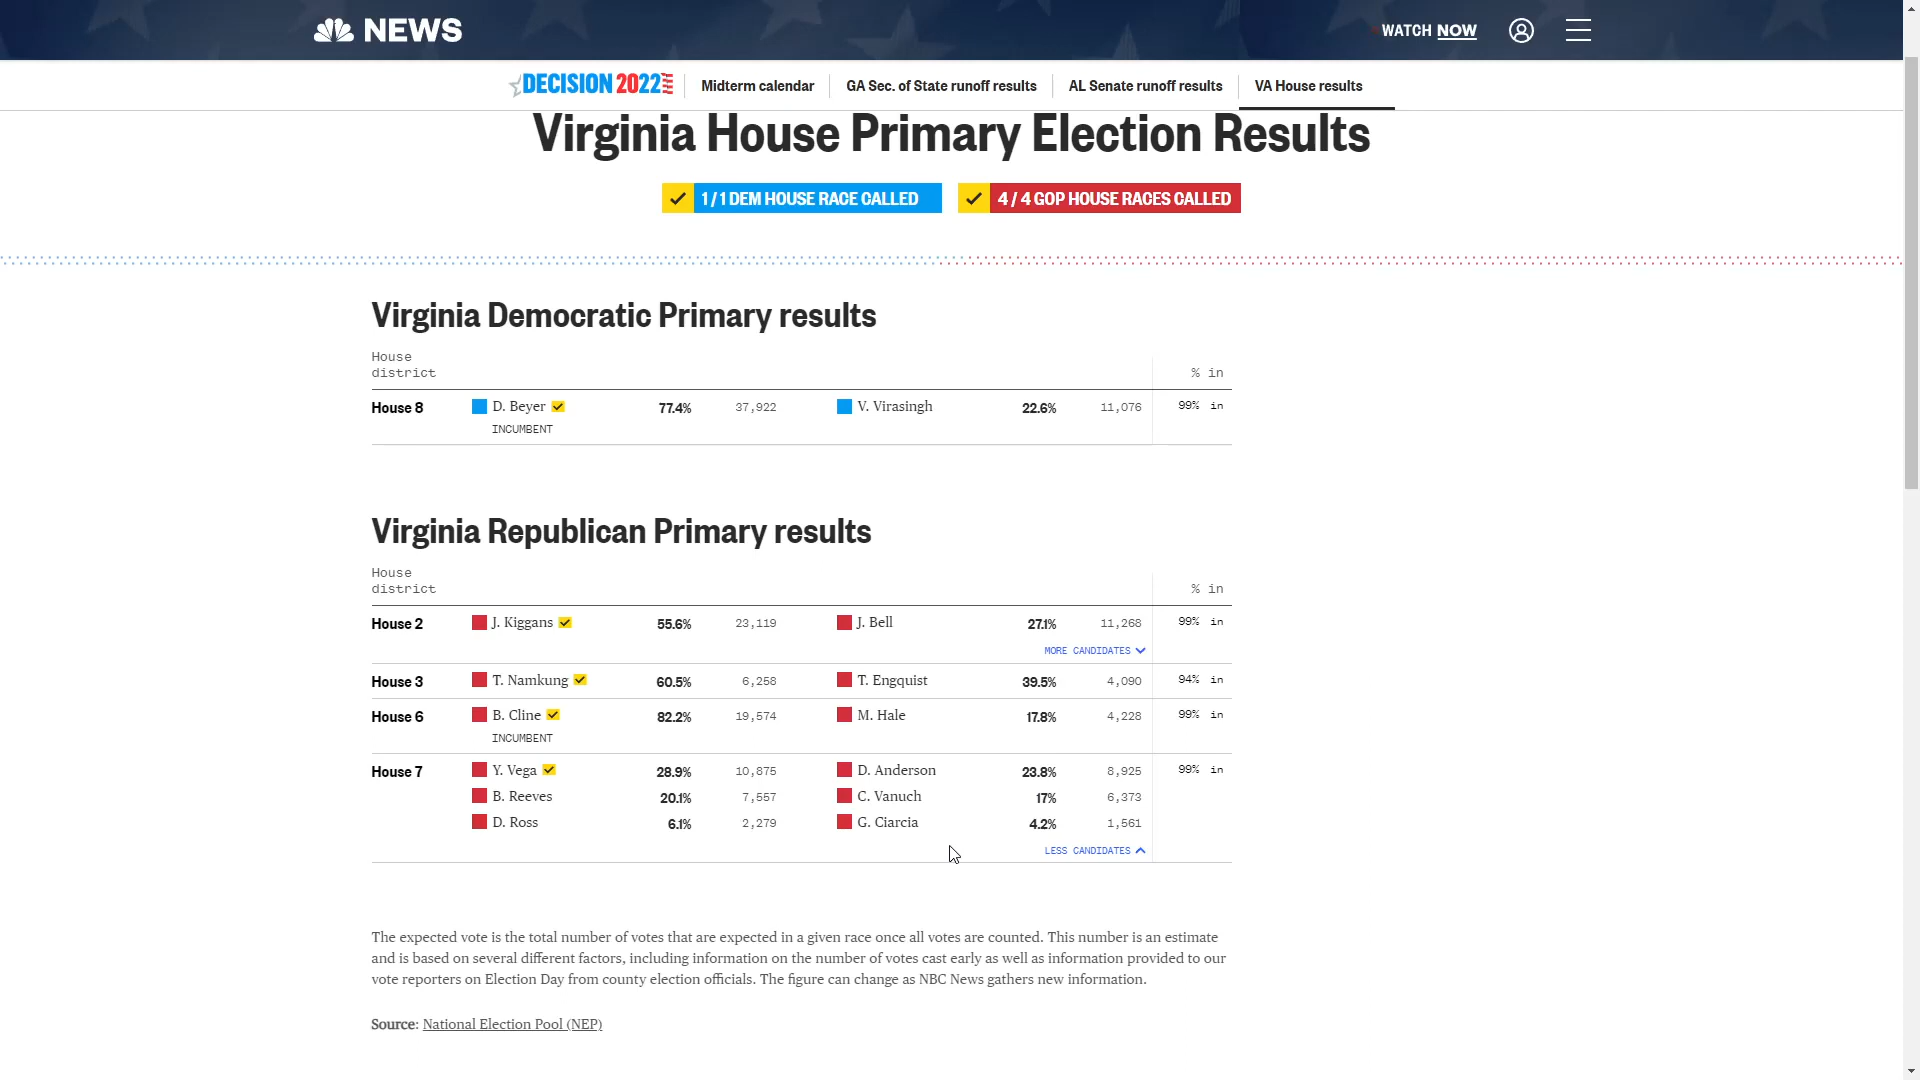 NEWS
WATCH NOW
DECISION 2022
Midterm calendar
GA Sec. of State runoff results
AL Senate runoff results
VA House results
Virginia House Primary Election Results
1 / 1 DEM HOUSE RACE CALLED
4 / 4 GOP HOUSE RACES CALLED
Virginia Democratic Primary results
House
district
% in
House 8 D. Beyer 77.4% 37,922 V. Virasingh 22.6% 11,076 99% in
INCUMBENT
Virginia Republican Primary results
House
district
% in
House 2 J. Kiggans 55.6% 23,119 J. Bell 27.1% 11,268 99% in
MORE CANDIDATES
House 3 T. Namkung 60.5% 6,258 T. Engquist 39.5% 4,090 94% in
House 6 B. Cline 82.2% 19,574 M. Hale 17.8% 4,228 99% in
INCUMBENT
House 7 Y. Vega 28.9% 10,875 D. Anderson 23.8% 8,925 99% in
B. Reeves 20.1% 7,557 C. Vanuch 17% 6,373
D. Ross 6.1% 2,279 G. Ciarcia 4.2% 1,561
LESS CANDIDATES
The expected vote is the total number of votes that are expected in a given race once all votes are counted. This number is an estimate
and is based on several different factors, including information on the number of votes cast early as well as information provided to our
vote reporters on Election Day from county election officials. The figure can change as NBC News gathers new information.
Source: National Election Pool (NEP)